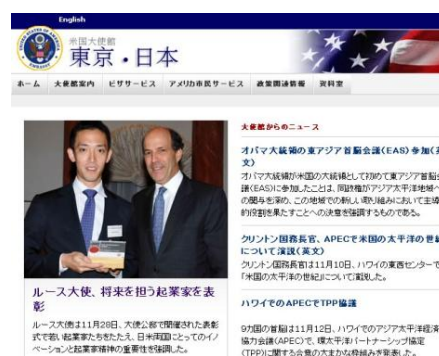 English
米国大使館
東京・日本
ホーム 大使館案内 ビザサービス アメリカ市民サービス 政策関連情報 資料室
ルース大使、将来を担う起業家を表
彰
ルース大使は11月28日、大使公邸で開催された表彰
式で若い起業家たちをたたえ、日米両国にとってのイノ
ベーションと起業家精神の重要性を強調した。
大使館からのニュース
オバマ大統領の東アジア首脳会議(EAS)参加(英
文)
オバマ大統領が米国の大統領として初めて東アジア首脳会
議(EAS)に参加したことは、同政権がアジア太平洋地域へ
の関与を深め、この地域での新しい取り組みにおいて主導
的役割を果たすことへの決意を強調するものである。
クリントン国務長官、APECで米国の太平洋の世紀
について演説(英文)
クリントン国務長官は11月10日、ハワイの東西センターで
「米国の太平洋の世紀」について演説した。
ハワイでのAPECでTPP協議
9カ国の首脳は11月12日、ハワイでのアジア太平洋経済
協力会議(APEC)で、環太平洋パートナーシップ協定
(TPP)に関する合意の大まかな枠組みを発表した。